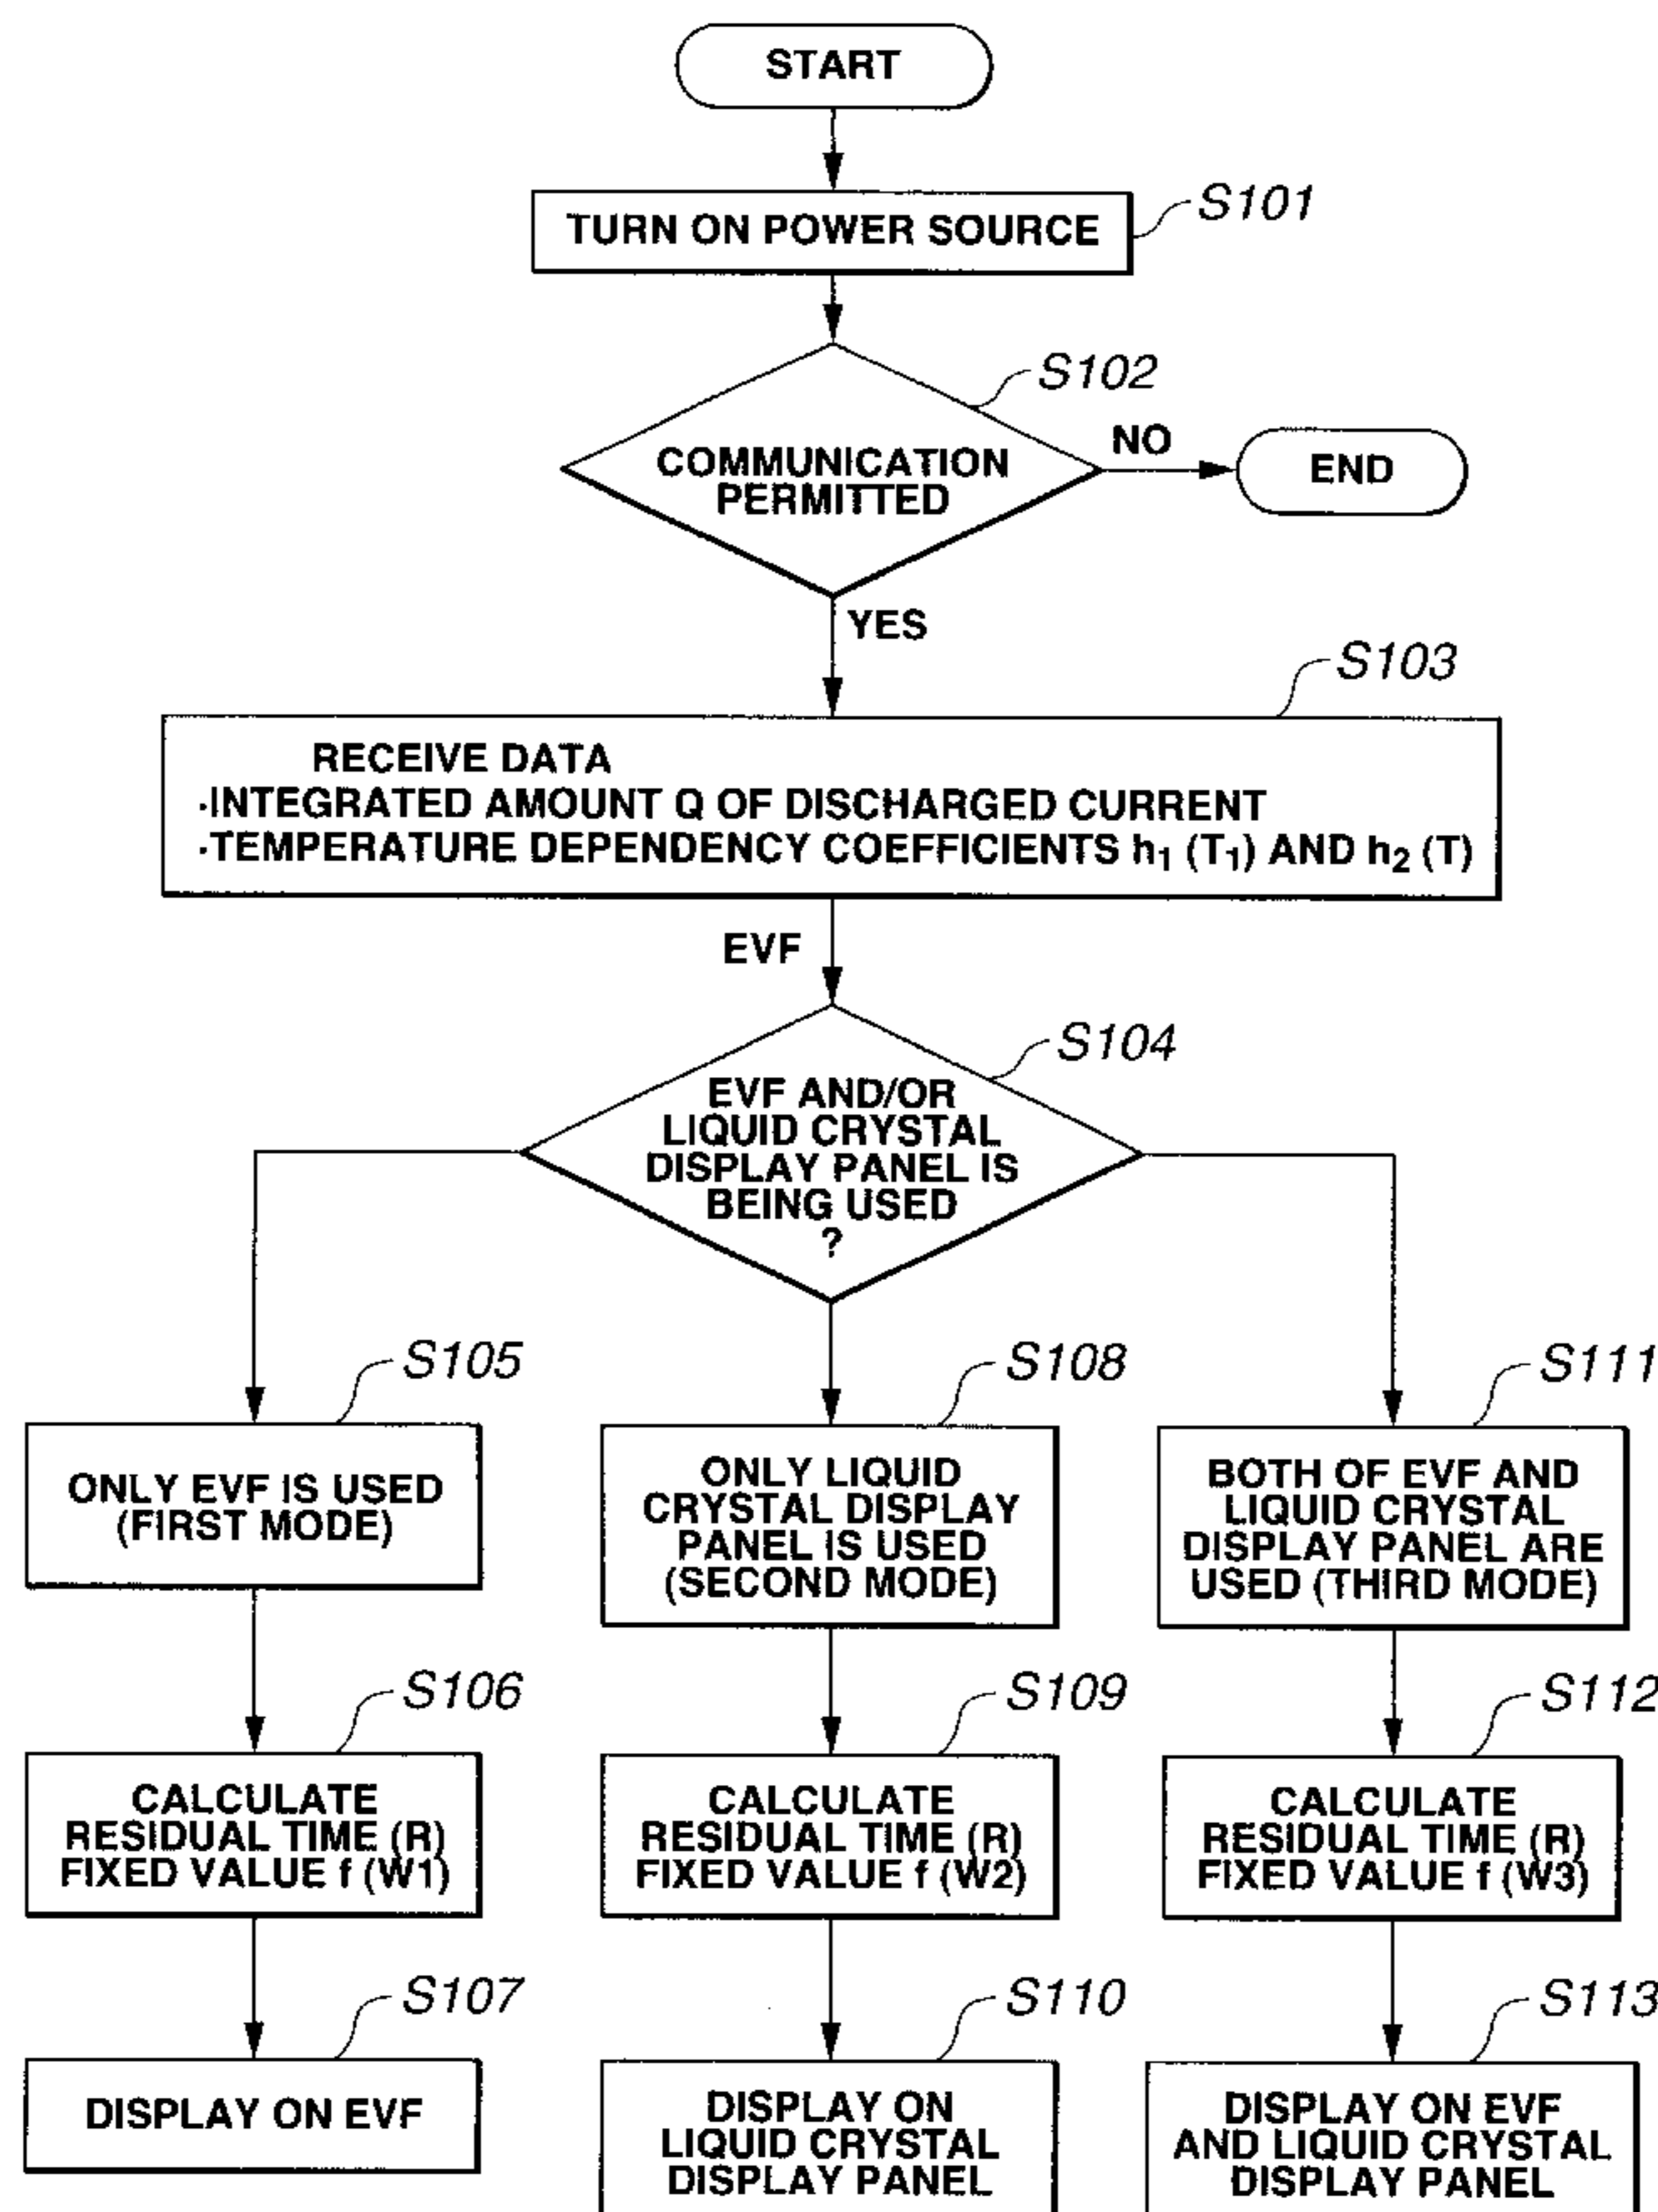 START
TURN ON POWER SOURCE
S101
S102
COMMUNICATION
PERMITTED
NO
END
YES
S103
RECEIVE DATA
·INTEGRATED AMOUNT Q OF DISCHARGED CURRENT
·TEMPERATURE DEPENDENCY COEFFICIENTS h₁ (T₁) AND h₂ (T)
EVF
S104
EVF AND/OR
LIQUID CRYSTAL
DISPLAY PANEL IS
BEING USED
?
S105
ONLY EVF IS USED
(FIRST MODE)
S108
ONLY LIQUID
CRYSTAL DISPLAY
PANEL IS USED
(SECOND MODE)
S111
BOTH OF EVF AND
LIQUID CRYSTAL
DISPLAY PANEL ARE
USED (THIRD MODE)
S106
CALCULATE
RESIDUAL TIME (R)
FIXED VALUE f (W1)
S109
CALCULATE
RESIDUAL TIME (R)
FIXED VALUE f (W2)
S112
CALCULATE
RESIDUAL TIME (R)
FIXED VALUE f (W3)
S107
DISPLAY ON EVF
S110
DISPLAY ON
LIQUID CRYSTAL
DISPLAY PANEL
S113
DISPLAY ON EVF
AND LIQUID CRYSTAL
DISPLAY PANEL